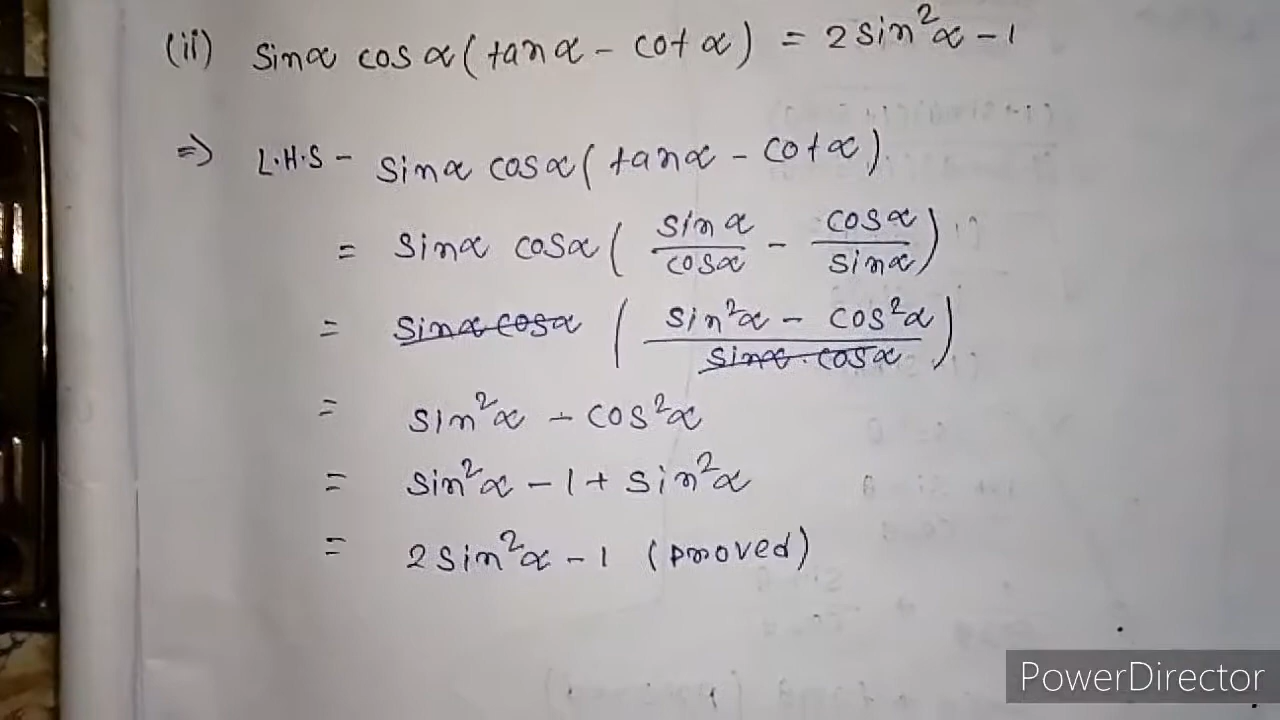 (ii) sinα cosα(tanα - cotα) = 2sin²α - 1
=> L.H.S - sinα cosα(tanα - cotα).
= sinα cosα( sinα/cosα - cosα/sinα )
= sinα cosα ( sin²α - cos²α / sinα · cosα )
= sin²α - cos²α
= sin²α - 1 + sin²α
= 2sin²α - 1 (proved)
PowerDirector